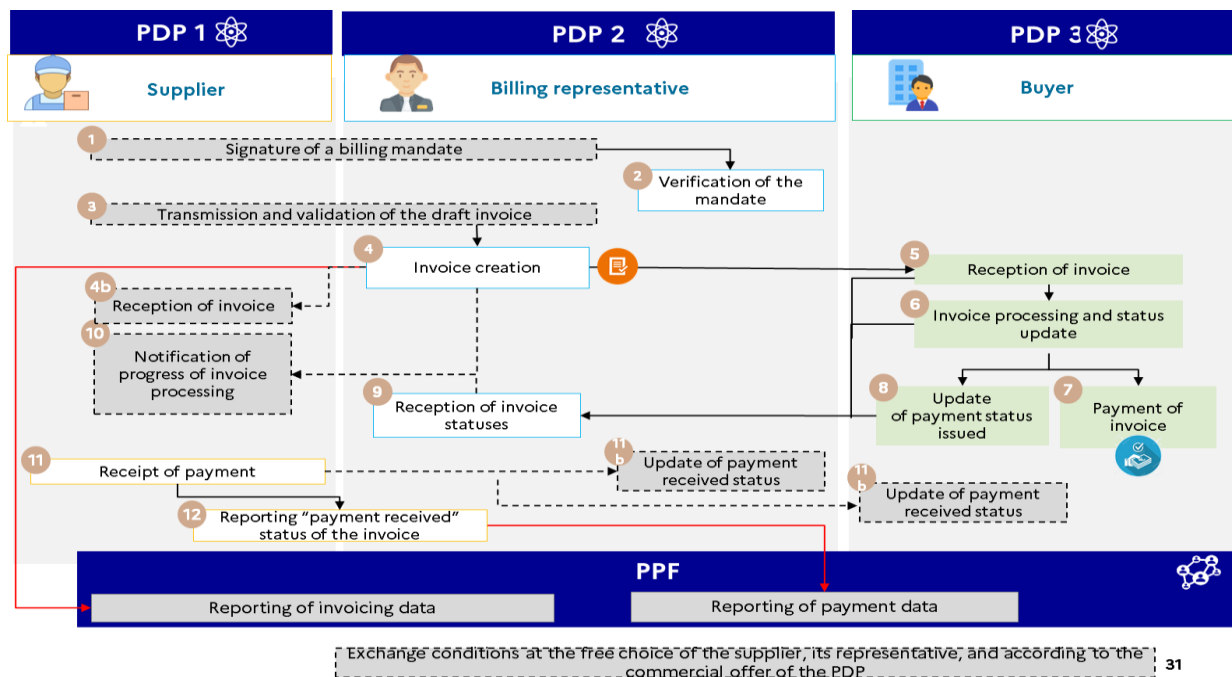 PDP 1
PDP 2
PDP 3
Supplier
Billing representative
Buyer
1
Signature of a billing mandate
2
Verification of the
mandate
3
Transmission and validation of the draft invoice
4
Invoice creation
5
Reception of invoice
4b
Reception of invoice
6
Invoice processing and status
update
10
Notification of
progress of invoice
processing
9
Reception of invoice
statuses
8
Update
of payment status
issued
7
Payment of
invoice
11
Receipt of payment
11
b
Update of payment
received status
11
b
Update of payment
received status
12
Reporting “payment received”
status of the invoice
PPF
Reporting of invoicing data
Reporting of payment data
Exchange conditions at the free choice of the supplier, its representative, and according to the
commercial offer of the PDP
31